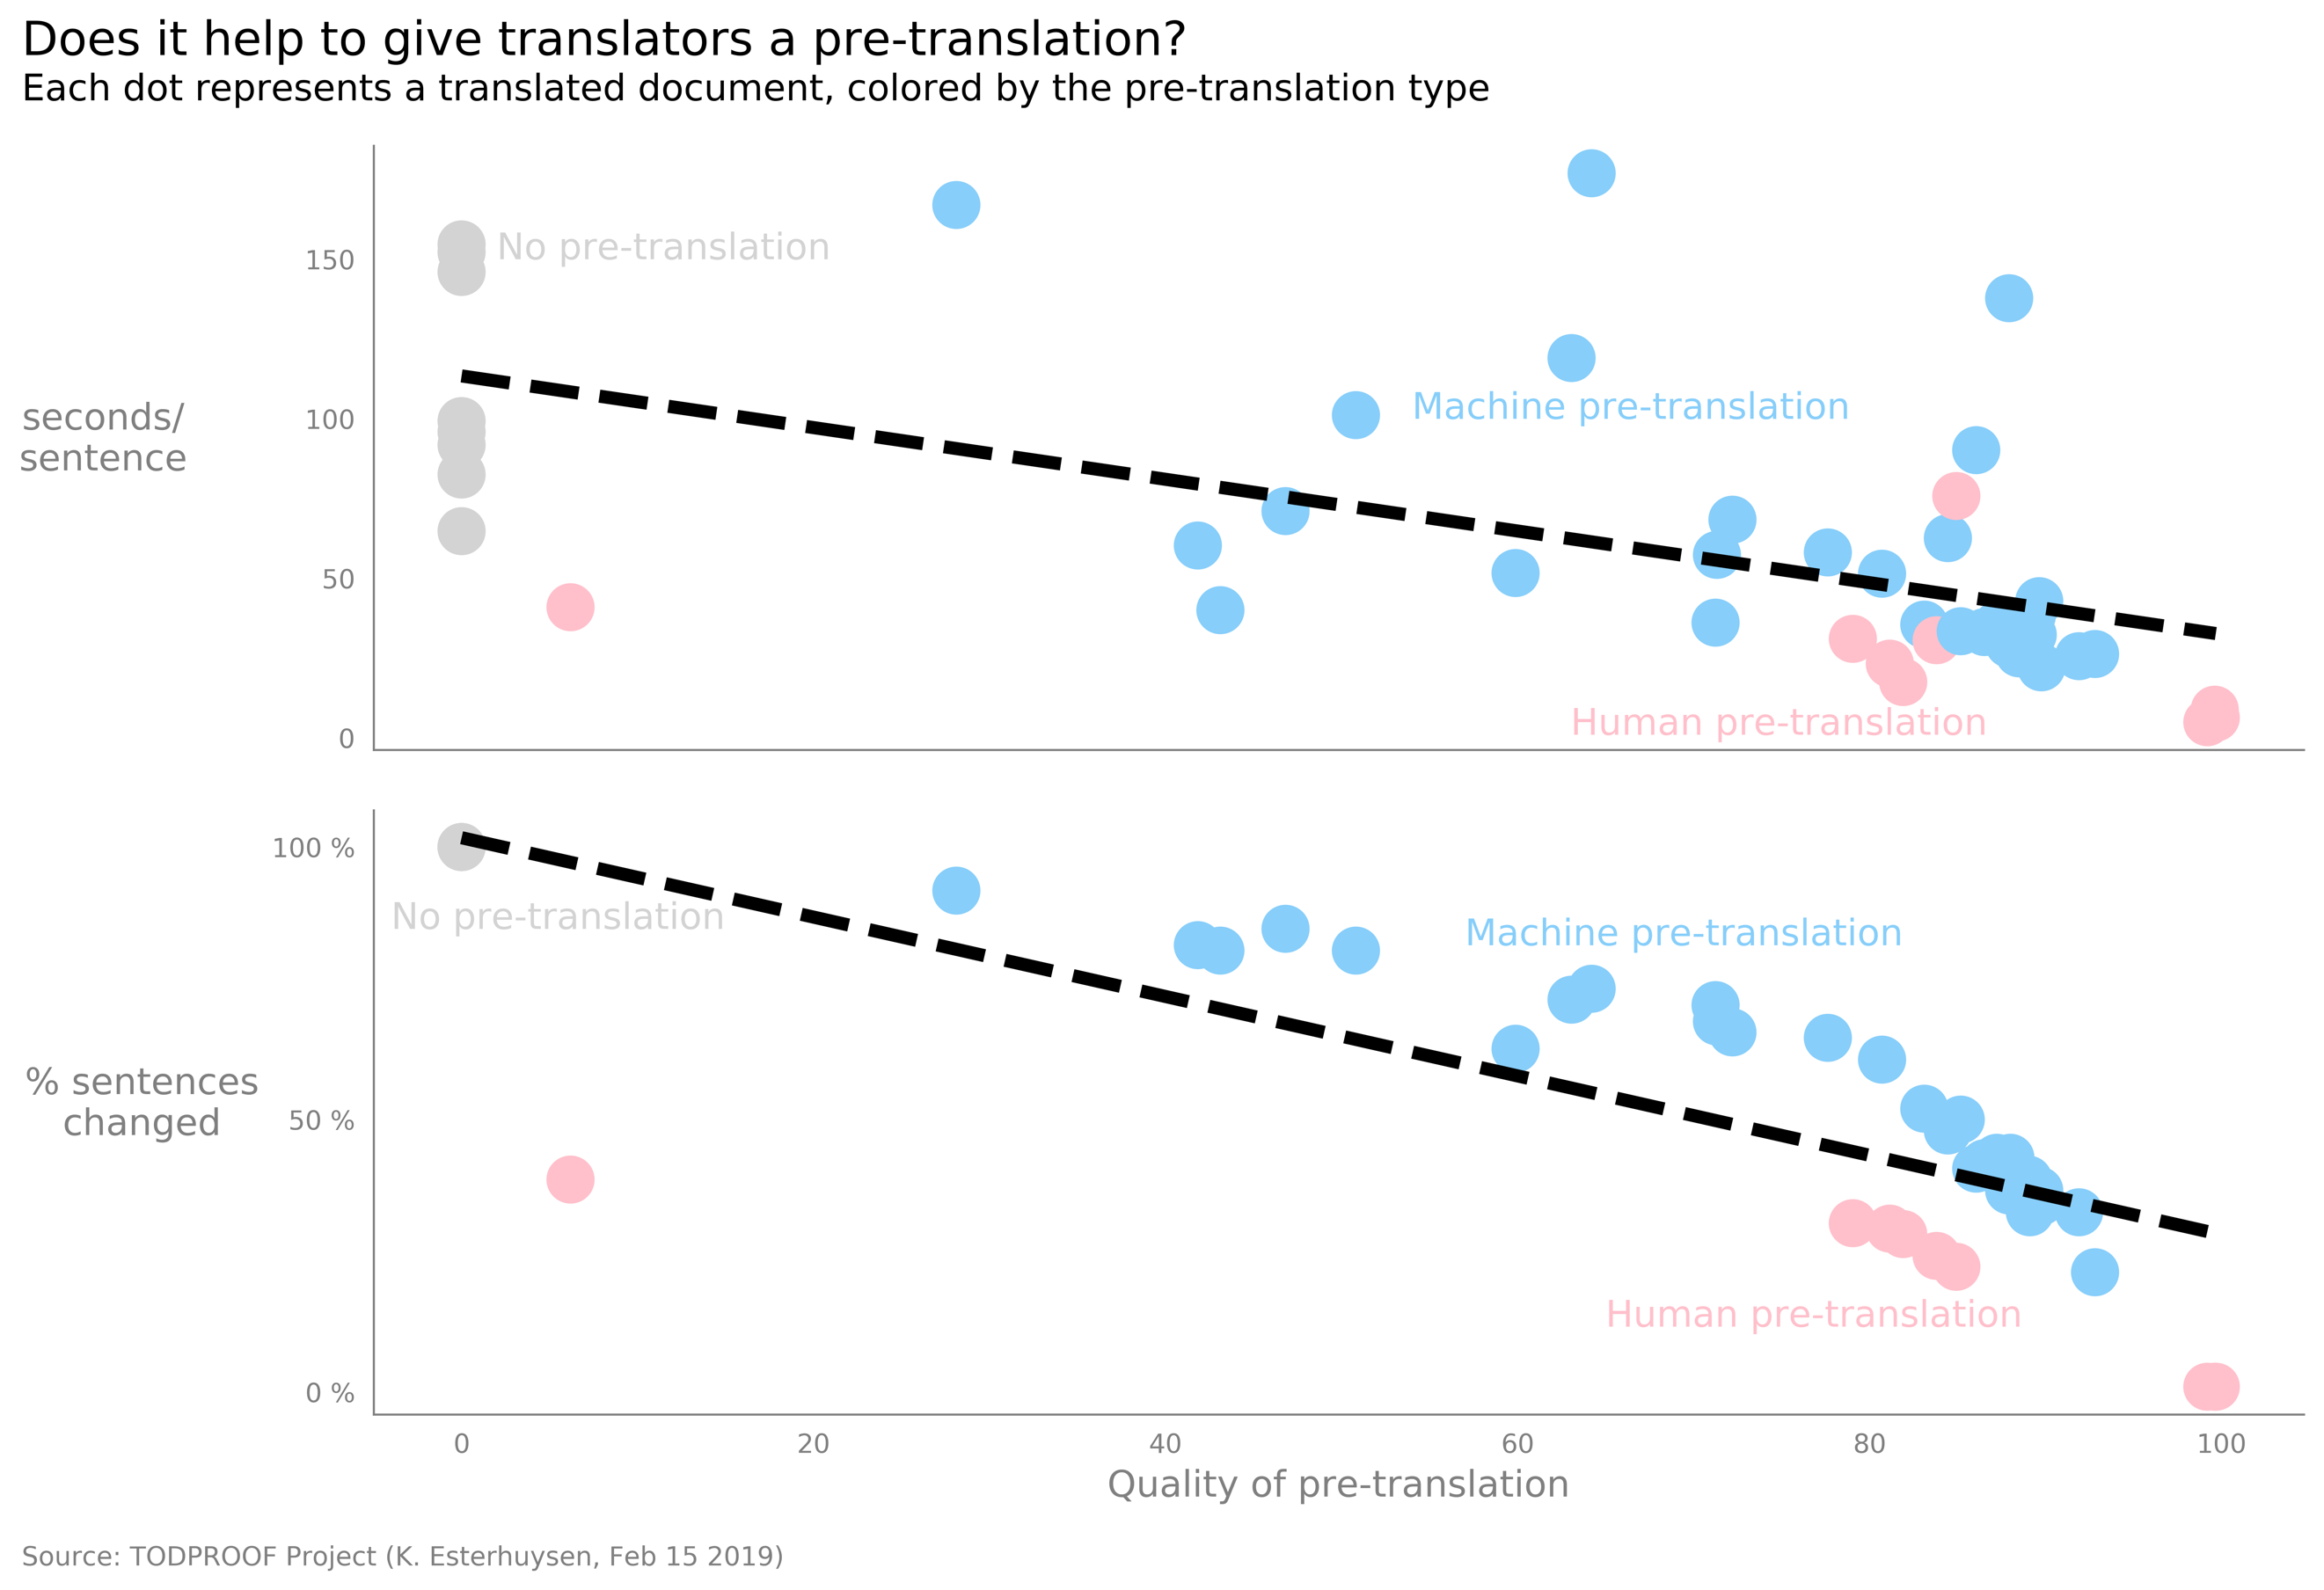 Does it help to give translators a pre-translation?
Each dot represents a translated document, colored by the pre-translation type
150
100
50
0
seconds/
sentence
No pre-translation
Machine pre-translation
Human pre-translation
100 %
50 %
0 %
% sentences
changed
No pre-translation
Machine pre-translation
Human pre-translation
0 20 40 60 80 100
Quality of pre-translation
Source: TODPROOF Project (K. Esterhuysen, Feb 15 2019)